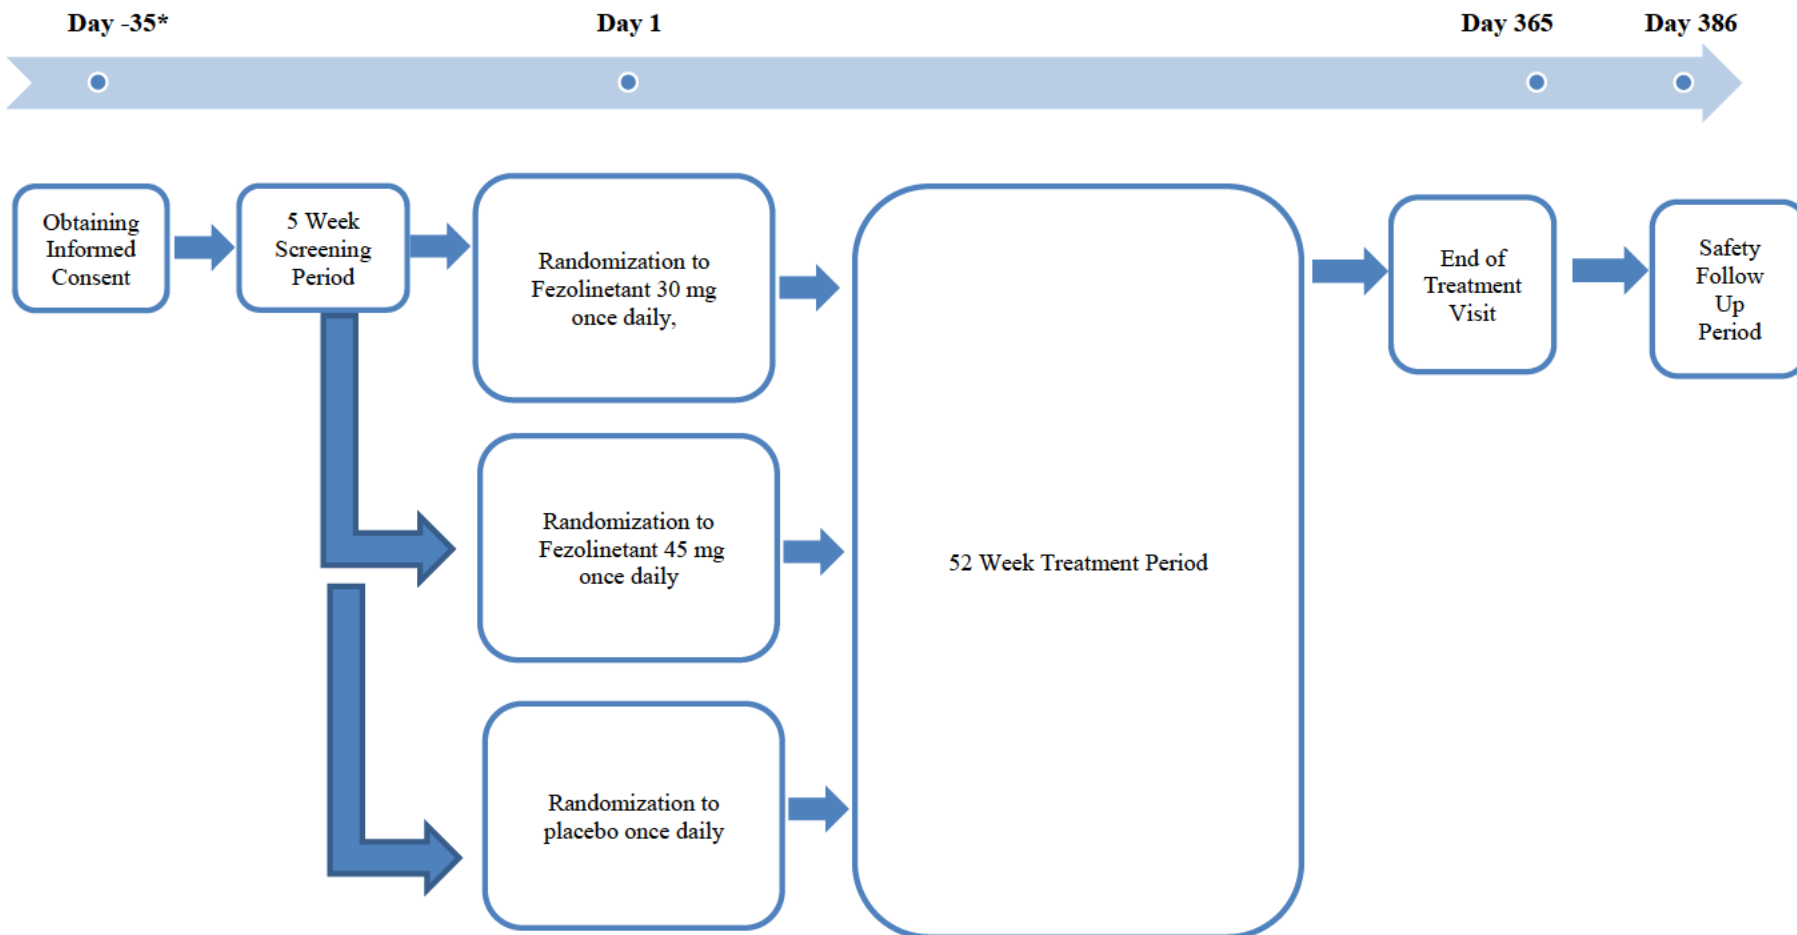 Day -35*
Day 1
Day 365
Day 386
Obtaining
Informed
Consent
5 Week
Screening
Period
Randomization to
Fezolinetant 30 mg
once daily,
Randomization to
Fezolinetant 45 mg
once daily
Randomization to
placebo once daily
52 Week Treatment Period
End of
Treatment
Visit
Safety
Follow
Up
Period